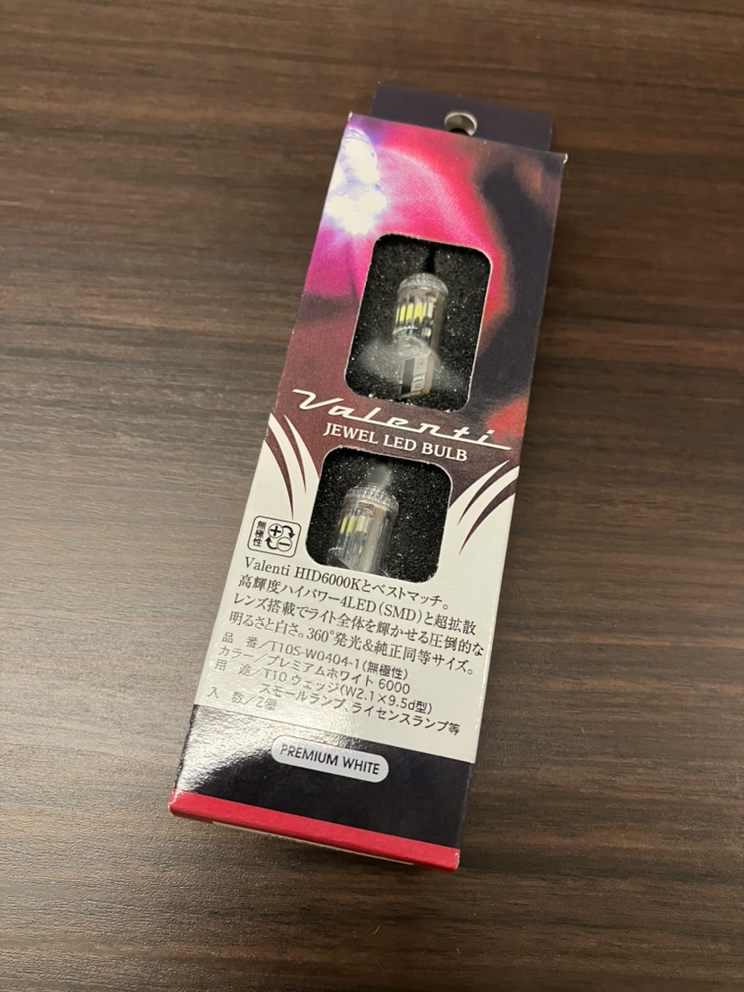 Valenti
JEWEL LED BULB
無極性
Valenti HID6000Kとベストマッチ。
高輝度ハイパワー4LED(SMD)と超拡散
レンズ搭載でライト全体を輝かせる圧倒的な
明るさと白さ。360°発光&純正同等サイズ。
品 番/T10S-W0404-1(無極性)
カラー/プレミアムホワイト 6000
用 途/T10 ウェッジ(W2.1×9.5d型)
スモールランプ、ライセンスランプ等
入 数/2個
PREMIUM WHITE